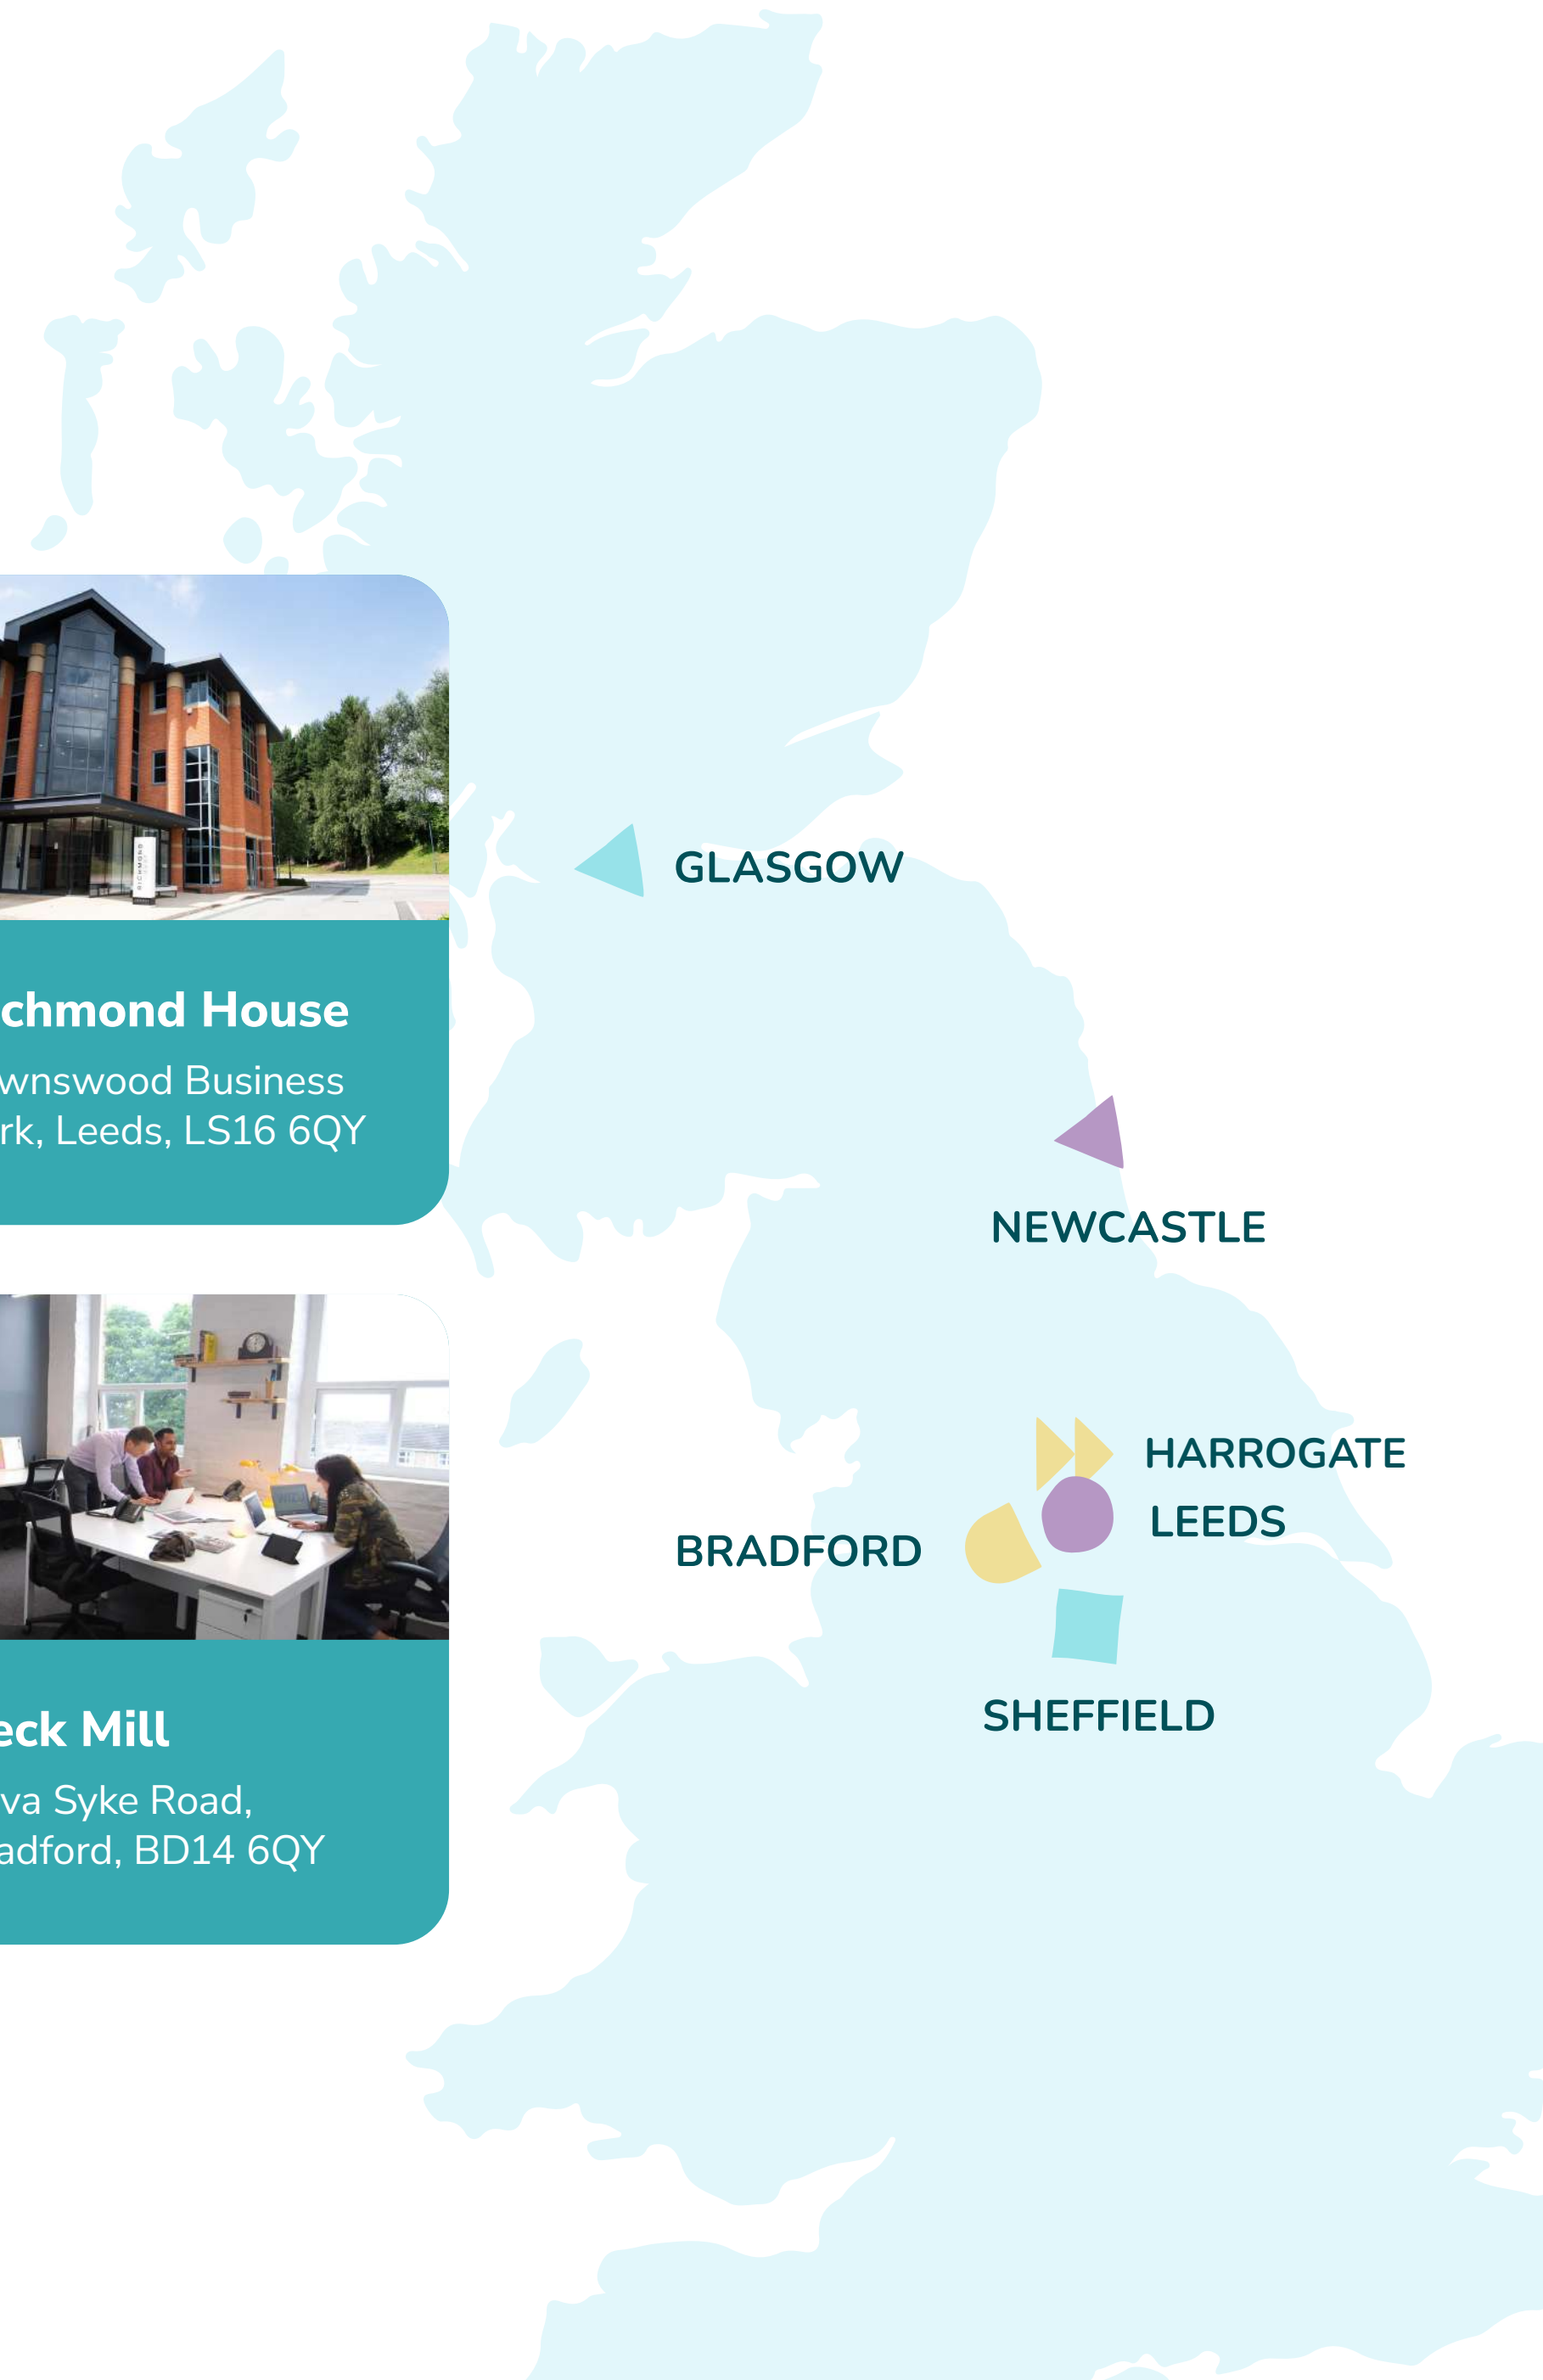 GLASGOW
chmond House
wnswood Business
rk, Leeds, LS16 6QY
NEWCASTLE
HARROGATE
LEEDS
BRADFORD
SHEFFIELD
eck Mill
va Syke Road,
adford, BD14 6QY